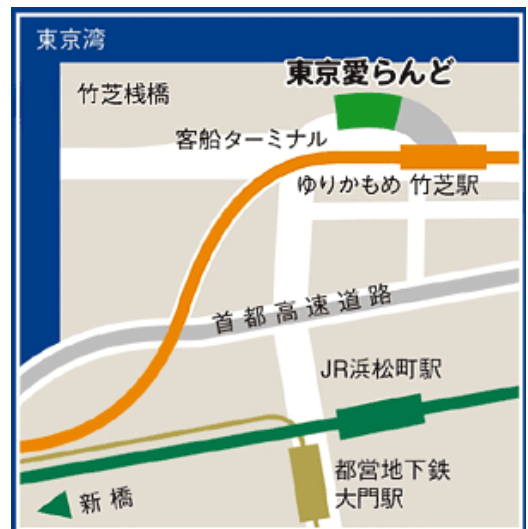 東京湾
東京愛らんど
竹芝桟橋
客船ターミナル
ゆりかもめ 竹芝駅
首都高速道路
JR浜松町駅
都営地下鉄
大門駅
新橋